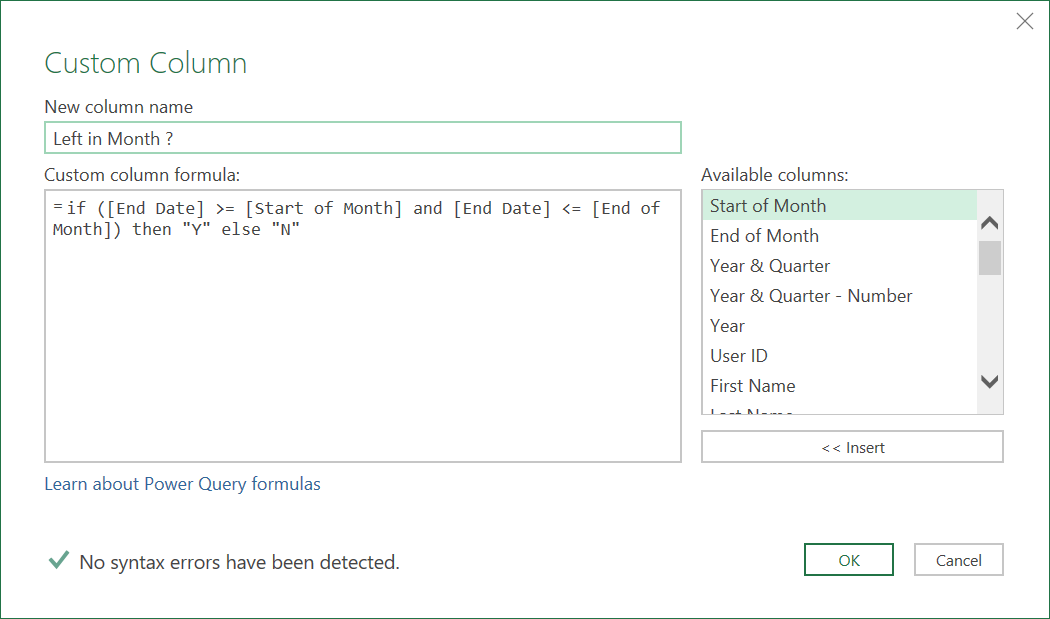 Custom Column
New column name
Left in Month ?
Custom column formula:
=if ([End Date] >= [Start of Month] and [End Date] <= [End of
Month]) then "Y" else "N"
Available columns:
Start of Month
End of Month
Year & Quarter
Year & Quarter - Number
Year
User ID
First Name
Last Name
<< Insert
Learn about Power Query formulas
No syntax errors have been detected.
OK
Cancel